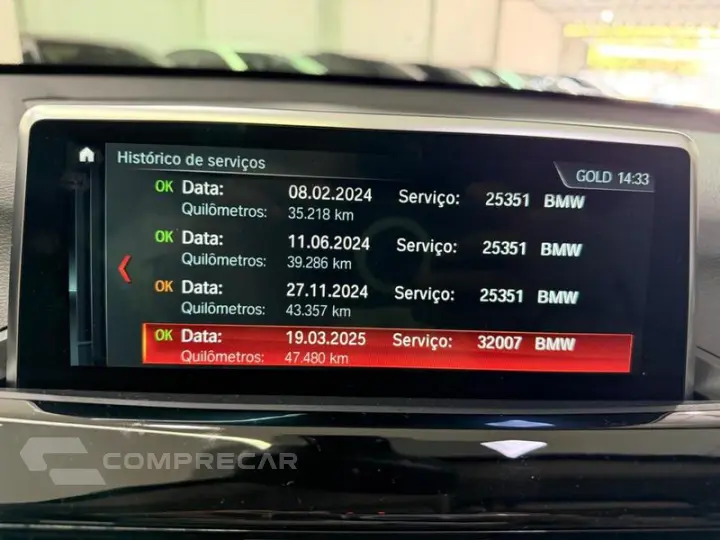 Histórico de serviços
GOLD 14:33
OK Data: 08.02.2024 Serviço: 25351 BMW
Quilômetros: 35.218 km
OK Data: 11.06.2024 Serviço: 25351 BMW
Quilômetros: 39.286 km
OK Data: 27.11.2024 Serviço: 25351 BMW
Quilômetros: 43.357 km
OK Data: 19.03.2025 Serviço: 32007 BMW
Quilômetros: 47.480 km
COMPRECAR